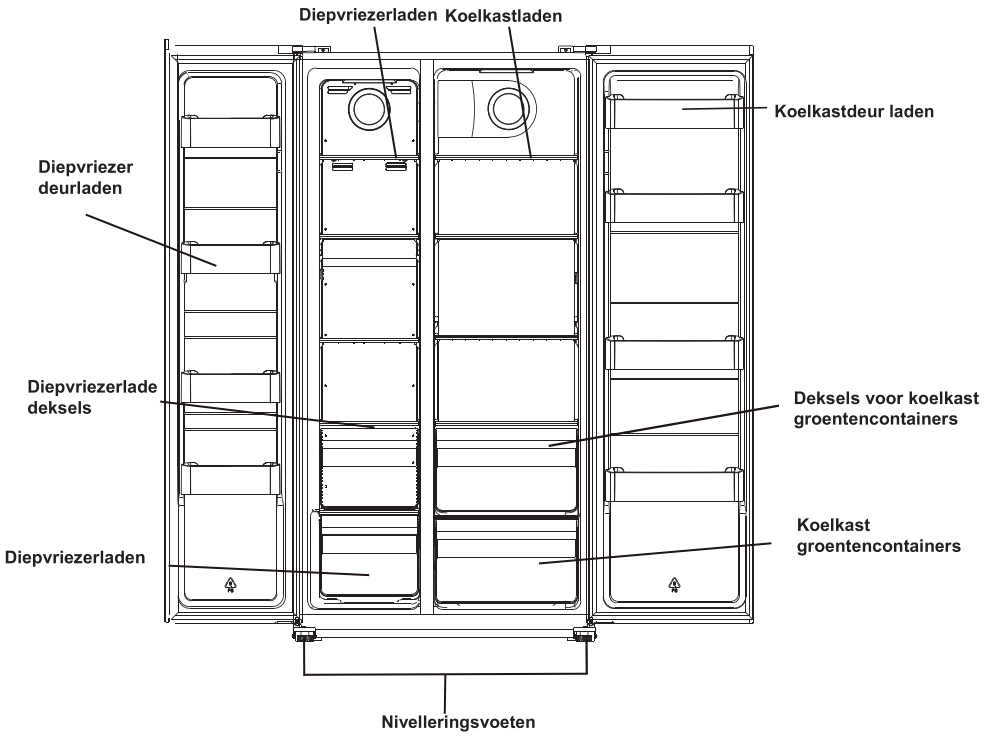 Diepvriezerladen Koelkastladen
Koelkastdeur laden
Diepvriezer
deurladen
Diepvriezerlade
deksels
Deksels voor koelkast
groentencontainers
Koelkast
groentencontainers
Diepvriezerladen
Nivelleringsvoeten